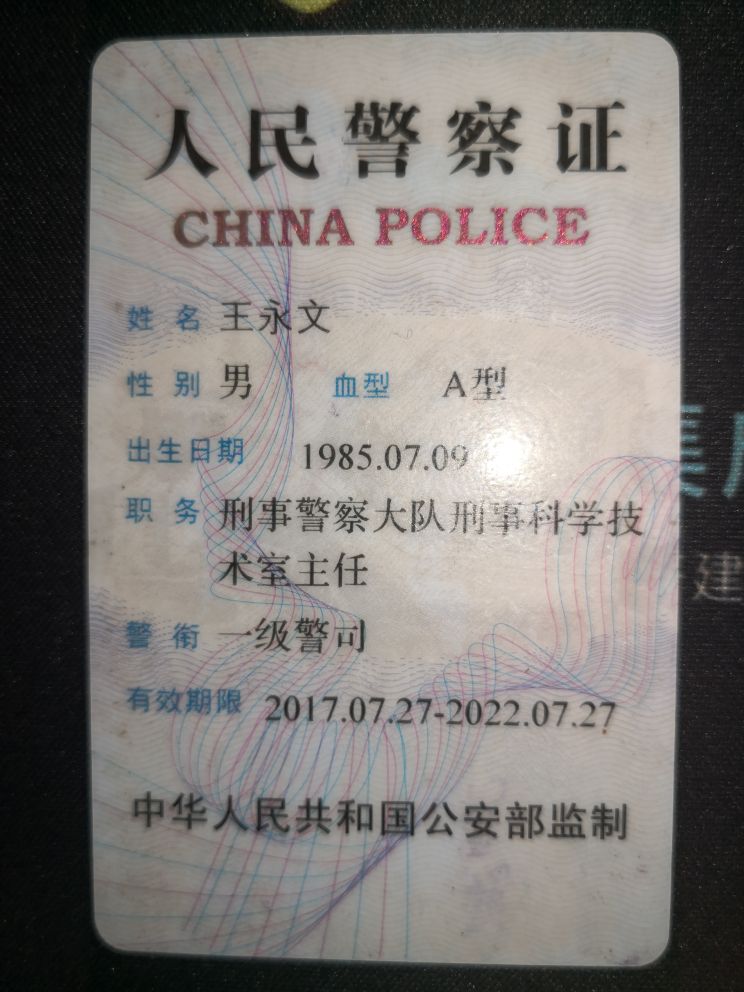 人民警察证
CHINA POLICE
姓名 王永文
性别 男 血型 A型
出生日期 1985.07.09
职务 刑事警察大队刑事科学技
术室主任
警衔 一级警司
有效期限 2017.07.27-2022.07.27
中华人民共和国公安部监制
建